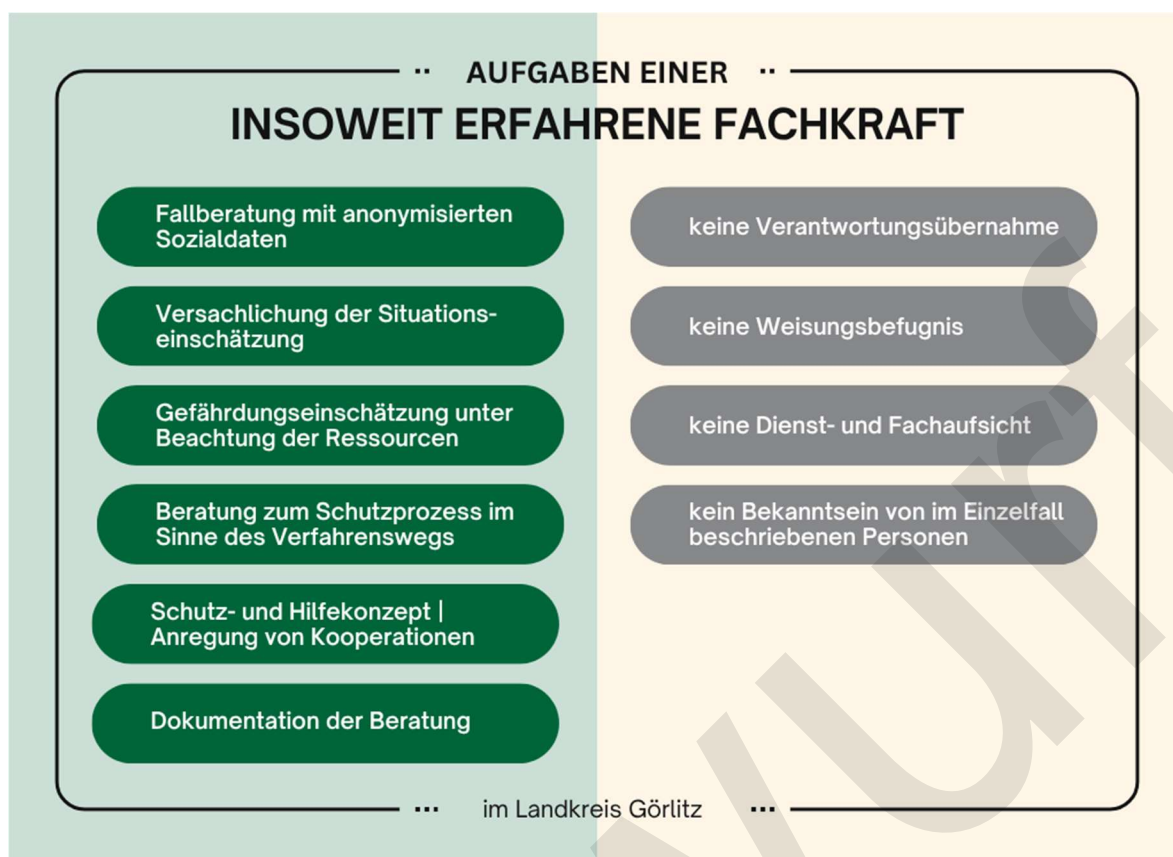 AUFGABEN EINER
INSOWEIT ERFAHRENE FACHKRAFT
Fallberatung mit anonymisierten
Sozialdaten
Versachlichung der Situations-
einschätzung
Gefährdungseinschätzung unter
Beachtung der Ressourcen
Beratung zum Schutzprozess im
Sinne des Verfahrenswegs
Schutz- und Hilfekonzept |
Anregung von Kooperationen
Dokumentation der Beratung
keine Verantwortungsübernahme
keine Weisungsbefugnis
keine Dienst- und Fachaufsicht
kein Bekanntsein von im Einzelfall
beschriebenen Personen
im Landkreis Görlitz